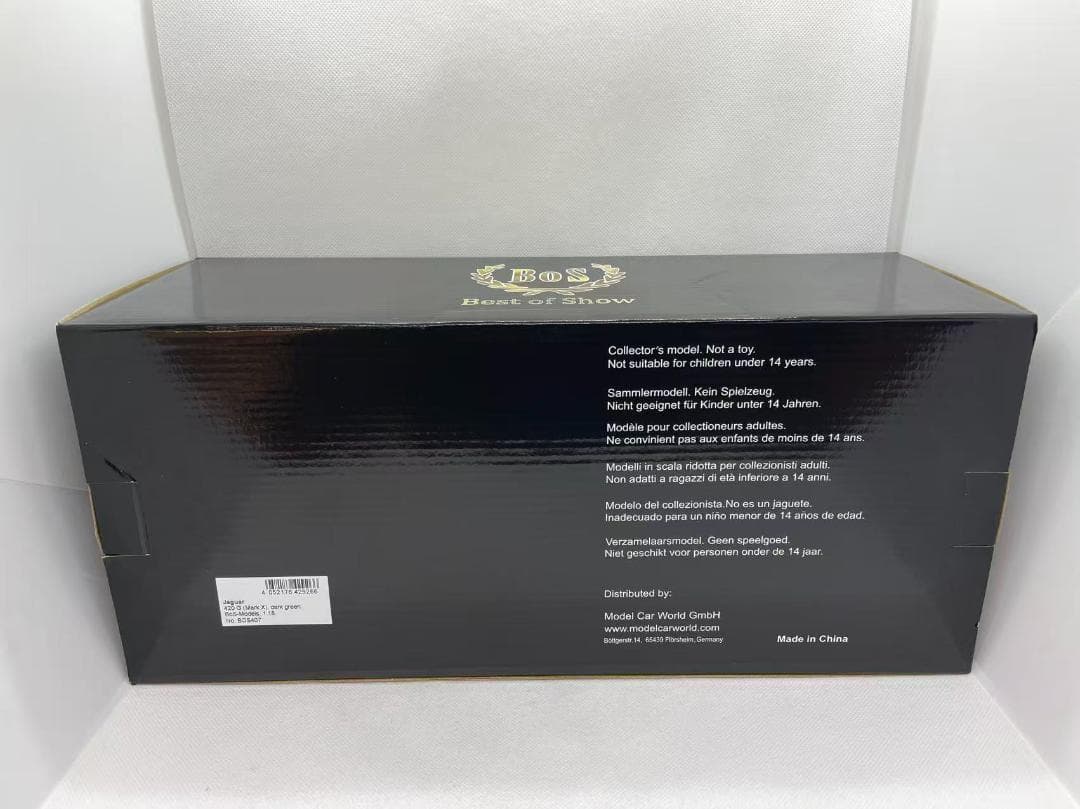 BoS
Best of Show
Collector's model. Not a toy.
Not suitable for children under 14 years.
Sammlermodell. Kein Spielzeug.
Nicht geeignet für Kinder unter 14 Jahren.
Modèle pour collectioneurs adultes.
Ne convinient pas aux enfants de moins de 14 ans.
Modelli in scala ridotta per collezionisti adulti.
Non adatti a ragazzi di età inferiore a 14 anni.
Modelo del collezionista.No es un jaguete.
Inadecuado para un niño menor de 14 años de edad.
Verzamelaarsmodel. Geen speelgoed.
Niet geschikt voor personen onder de 14 jaar.
Distributed by:
Model Car World GmbH
www.modelcarworld.com
Böttgerstr.14, 65439 Flörsheim, Germany
Made in China
Jaguar
420 G (Mark X), dark green
BoS-Models, 1:18
No. BOS407